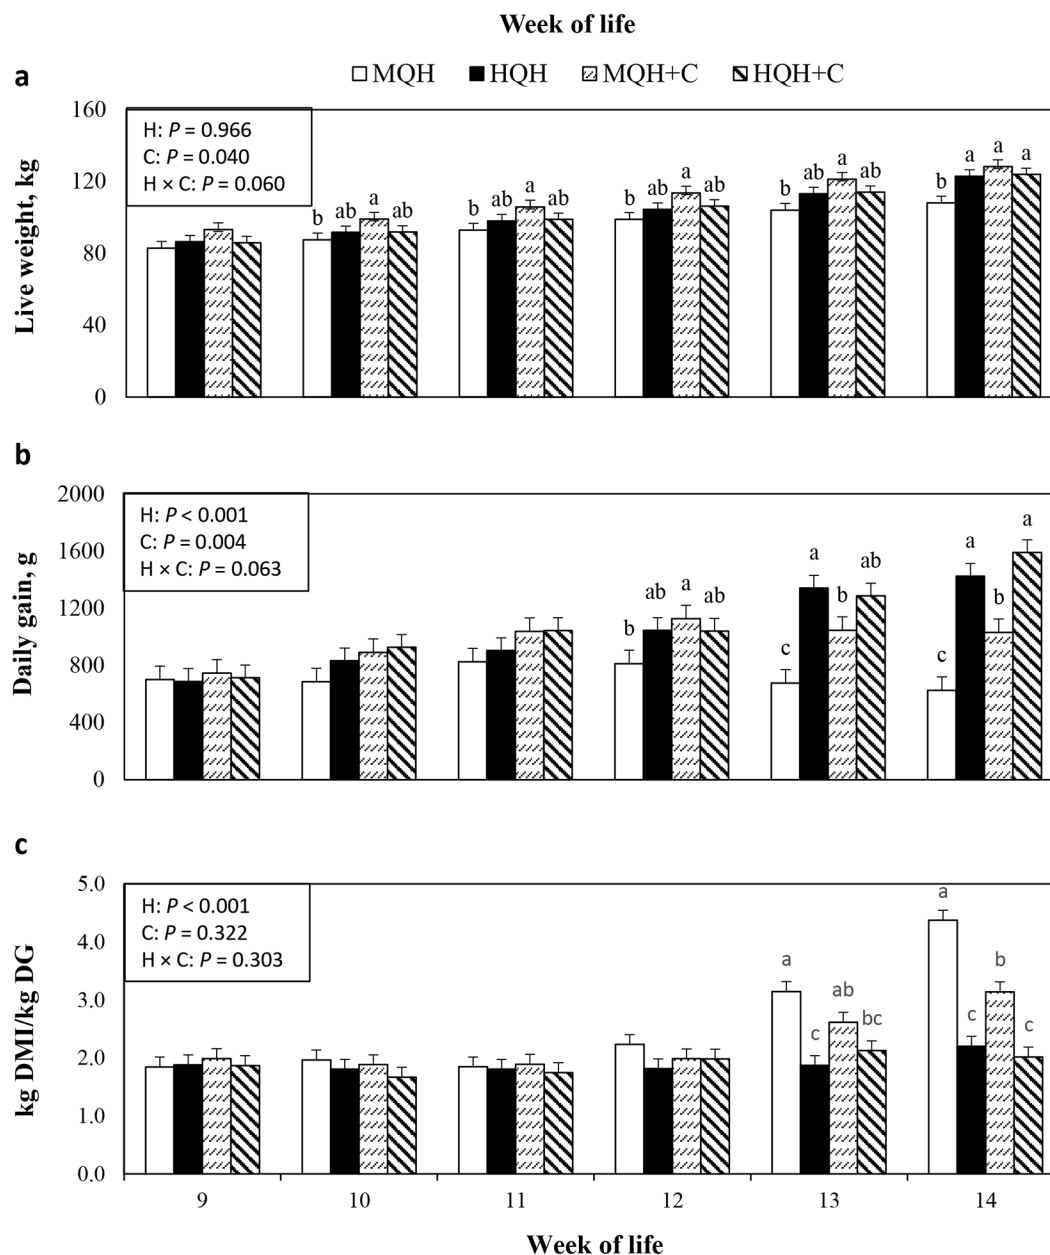 Week of life
a
MQH HQH MQH+C HQH+C
Live weight, kg
160
120
80
40
0
H: P = 0.966
C: P = 0.040
H × C: P = 0.060
b ab a ab
b ab a ab
b ab a ab
b ab a ab
b a a a
b
Daily gain, g
2000
1600
1200
800
400
0
H: P < 0.001
C: P = 0.004
H × C: P = 0.063
b ab a ab
c a b ab
c a b a
c
kg DMI/kg DG
5.0
4.0
3.0
2.0
1.0
0.0
H: P < 0.001
C: P = 0.322
H × C: P = 0.303
a c ab bc
a c b c
9 10 11 12 13 14
Week of life